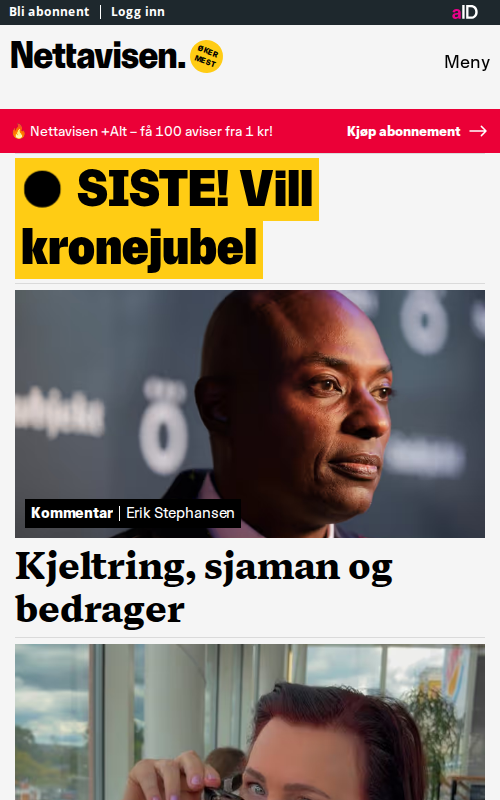 Bli abonnent | Logg inn
aID
Nettavisen.
ØKER
MEST
Meny
🔥 Nettavisen +Alt – få 100 aviser fra 1 kr!
Kjøp abonnement →
● SISTE! Vill
kronejubel
Kommentar | Erik Stephansen
Kjeltring, sjaman og
bedrager